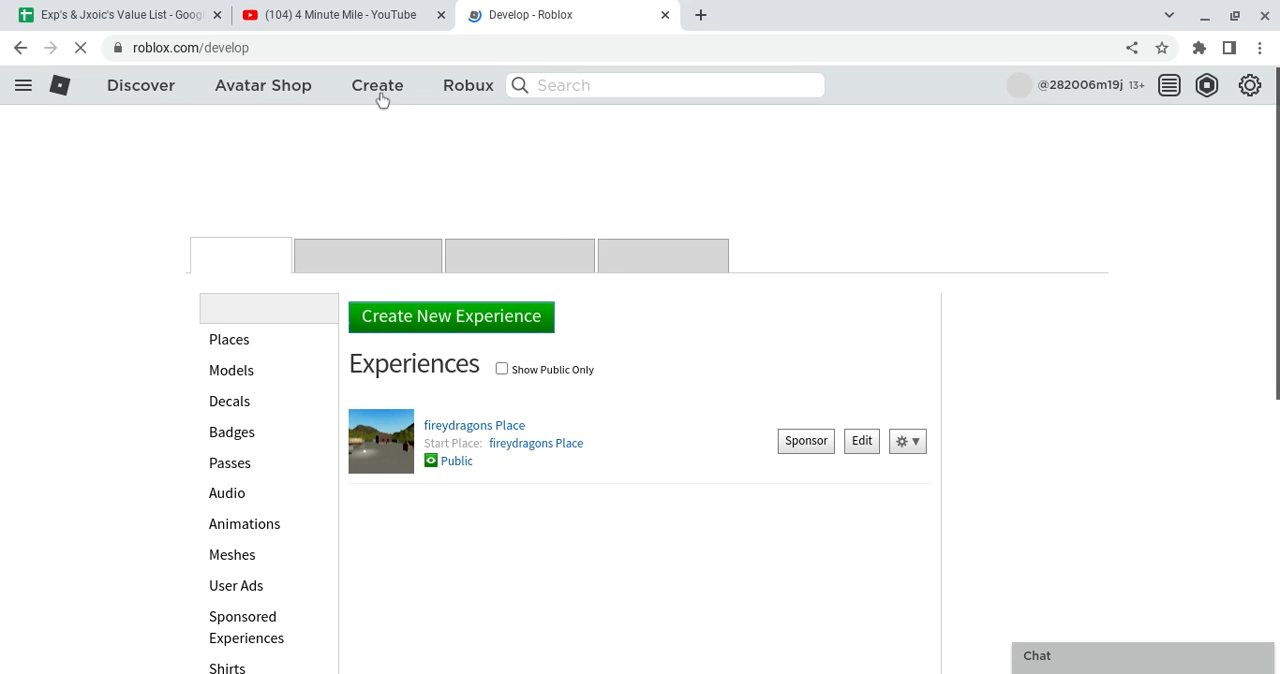 Exp's & Jxoic's Value List - Goog
(104) 4 Minute Mile - YouTube
Develop - Roblox
roblox.com/develop
Discover
Avatar Shop
Create
Robux
Search
@282006m19j 13+
Create New Experience
Experiences
Show Public Only
fireydragons Place
Start Place: fireydragons Place
Public
Sponsor
Edit
Places
Models
Decals
Badges
Passes
Audio
Animations
Meshes
User Ads
Sponsored
Experiences
Shirts
Chat